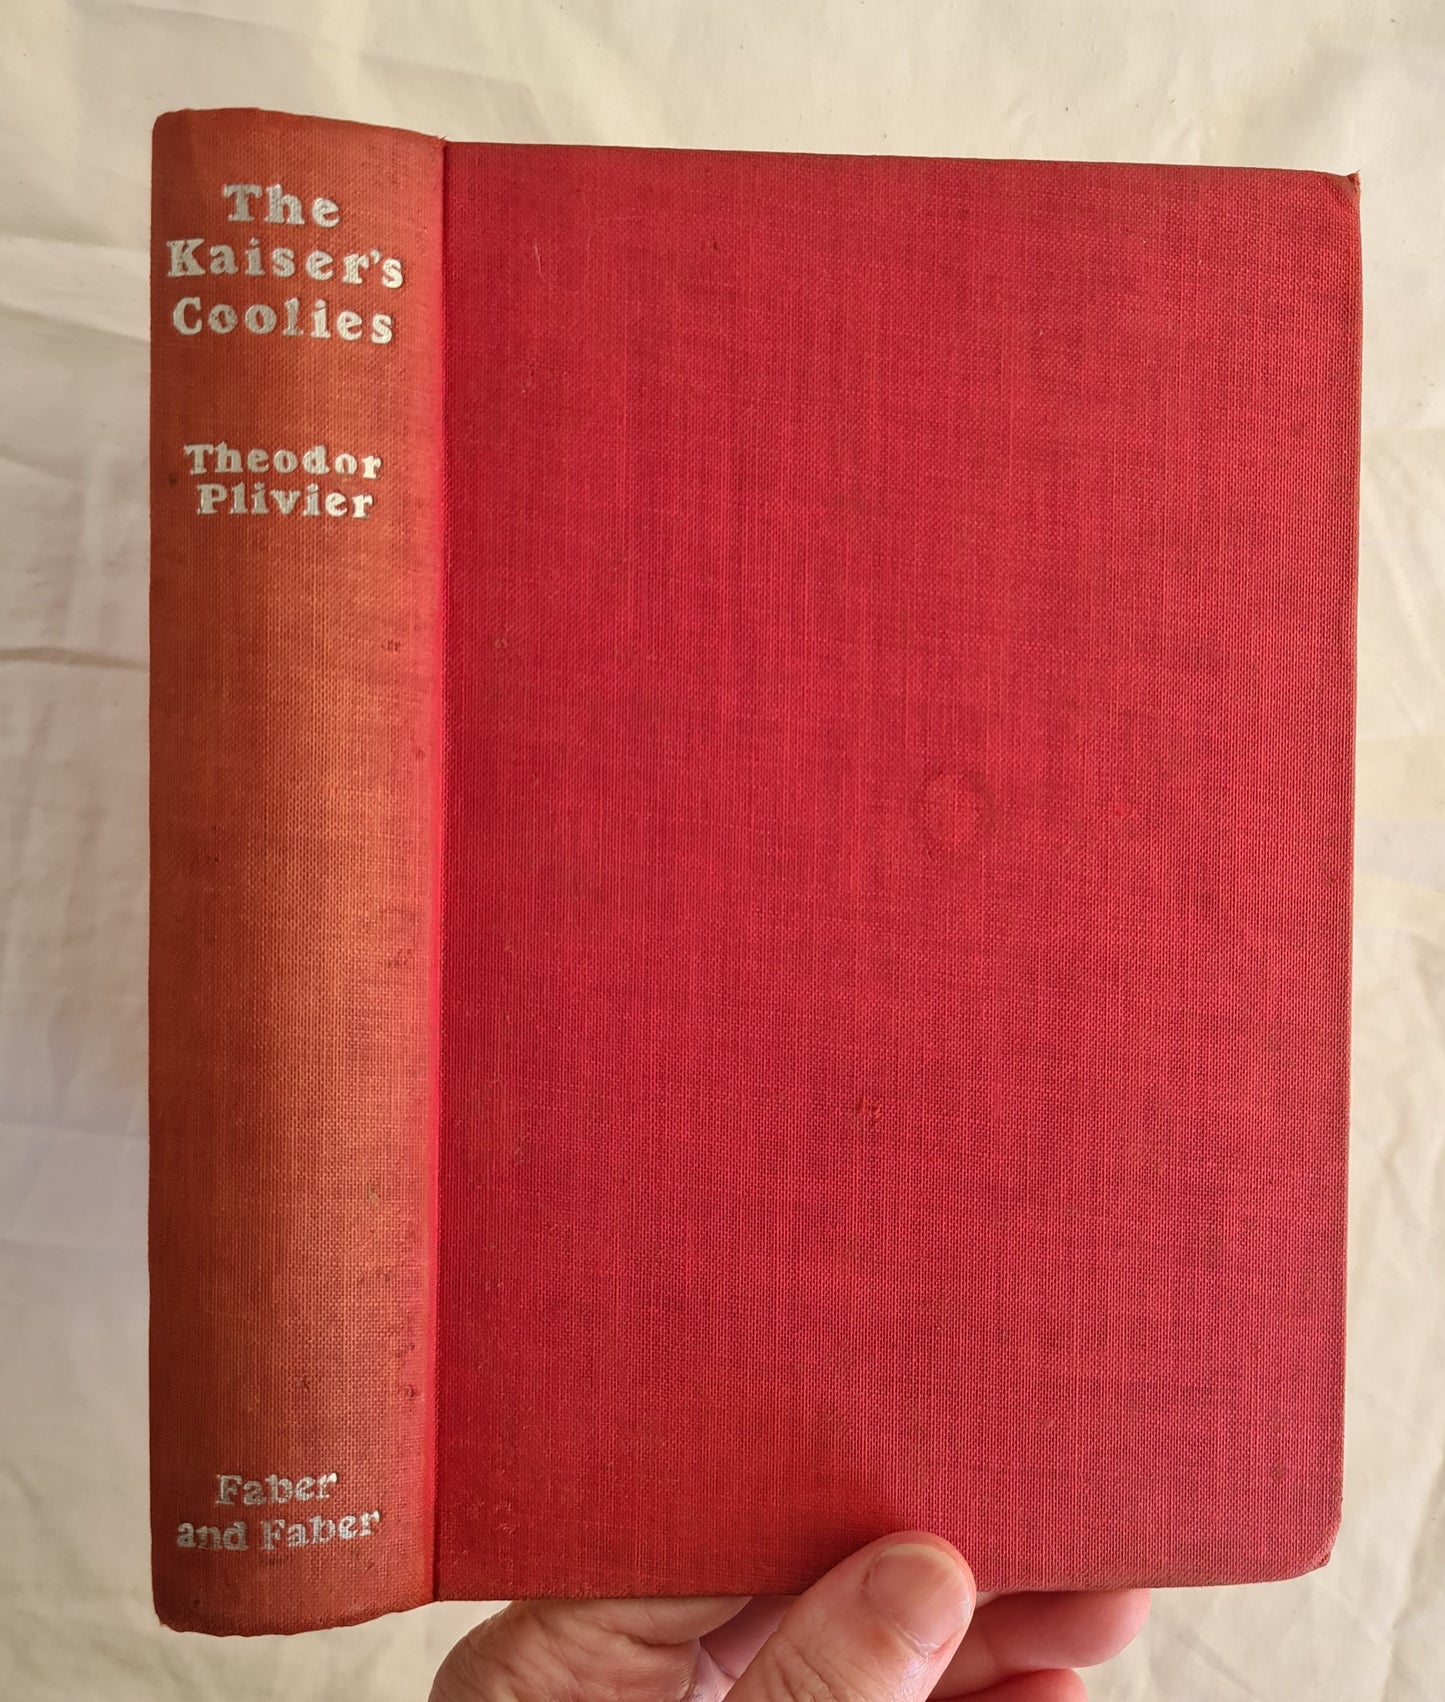 The
Kaiser's
Coolies
Theodor
Plivier
Faber
and Faber